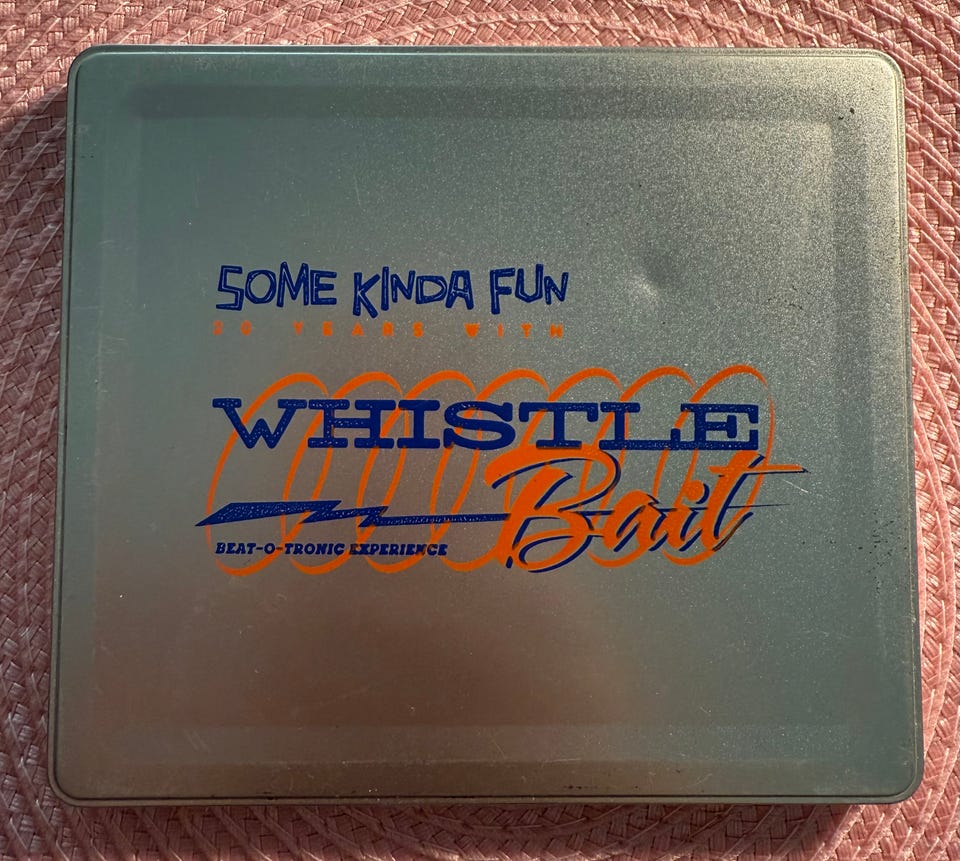 SOME KINDA FUN
20 YEARS WITH
WHISTLE
Bait
BEAT-O-TRONIC EXPERIENCE